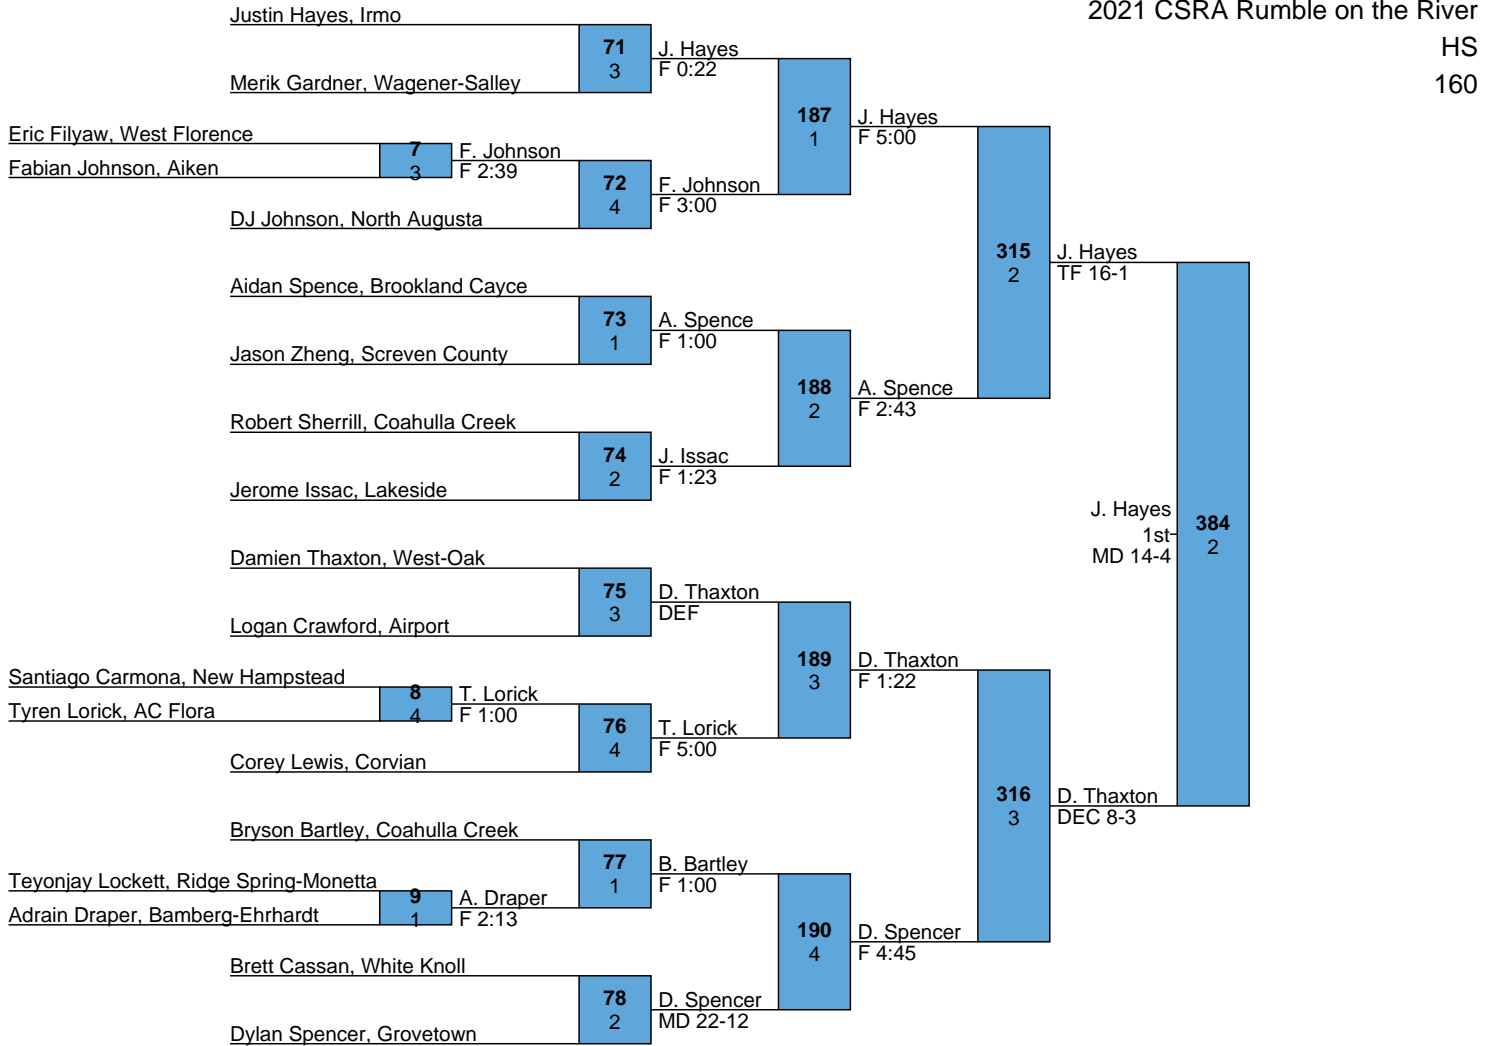 2021 CSRA Rumble on the River
HS
160
Justin Hayes, Irmo
71
3
J. Hayes
F 0:22
Merik Gardner, Wagener-Salley
187
1
J. Hayes
F 5:00
Eric Filyaw, West Florence
7
3
F. Johnson
F 2:39
Fabian Johnson, Aiken
72
4
F. Johnson
F 3:00
DJ Johnson, North Augusta
315
2
J. Hayes
TF 16-1
Aidan Spence, Brookland Cayce
73
1
A. Spence
F 1:00
Jason Zheng, Screven County
188
2
A. Spence
F 2:43
Robert Sherrill, Coahulla Creek
74
2
J. Issac
F 1:23
Jerome Issac, Lakeside
J. Hayes
1st
MD 14-4
384
2
Damien Thaxton, West-Oak
75
3
D. Thaxton
DEF
Logan Crawford, Airport
189
3
D. Thaxton
F 1:22
Santiago Carmona, New Hampstead
8
4
T. Lorick
F 1:00
Tyren Lorick, AC Flora
76
4
T. Lorick
F 5:00
Corey Lewis, Corvian
316
3
D. Thaxton
DEC 8-3
Bryson Bartley, Coahulla Creek
77
1
B. Bartley
F 1:00
Teyonjay Lockett, Ridge Spring-Monetta
9
1
A. Draper
F 2:13
Adrain Draper, Bamberg-Ehrhardt
190
4
D. Spencer
F 4:45
Brett Cassan, White Knoll
78
2
D. Spencer
MD 22-12
Dylan Spencer, Grovetown